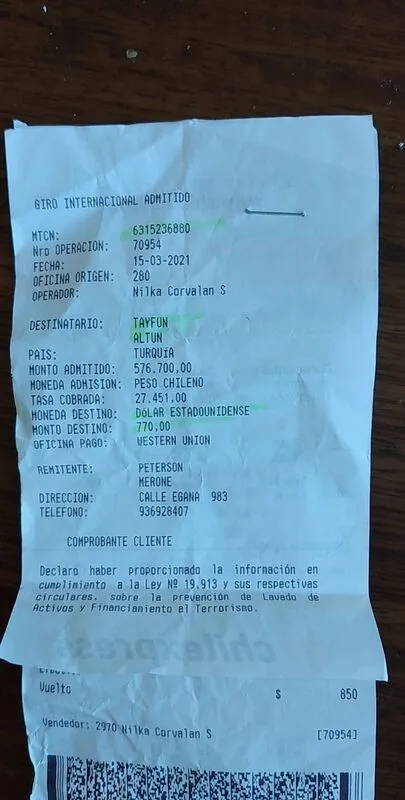 GIRO INTERNACIONAL ADMITIDO
MTCN: 6315236880
Nro OPERACION: 70954
FECHA: 15-03-2021
OFICINA ORIGEN: 280
OPERADOR: Nilka Corvalan S
DESTINATARIO: TAYFUN
ALTUN
PAIS: TURQUIA
MONTO ADMITIDO: 576.700,00
MONEDA ADMISION: PESO CHILENO
TASA COBRADA: 27.451.00
MONEDA DESTINO: DOLAR ESTADOUNIDENSE
MONTO DESTINO: 770,00
OFICINA PAGO: WESTERN UNION
REMITENTE: PETERSON
MERONE
DIRECCION: CALLE EGANA 983
TELEFONO: 936928407
COMPROBANTE CLIENTE
Declaro haber proporcionado la información en
cumplimiento a la Ley Nº 19.913 y sus respectivas
circulares, sobre la prevención de Lavado de
Activos y Financiamiento al Terrorismo.
chilexpress
Vuelto $ 850
Vendedor: 2970 Nilka Corvalan S [70954]